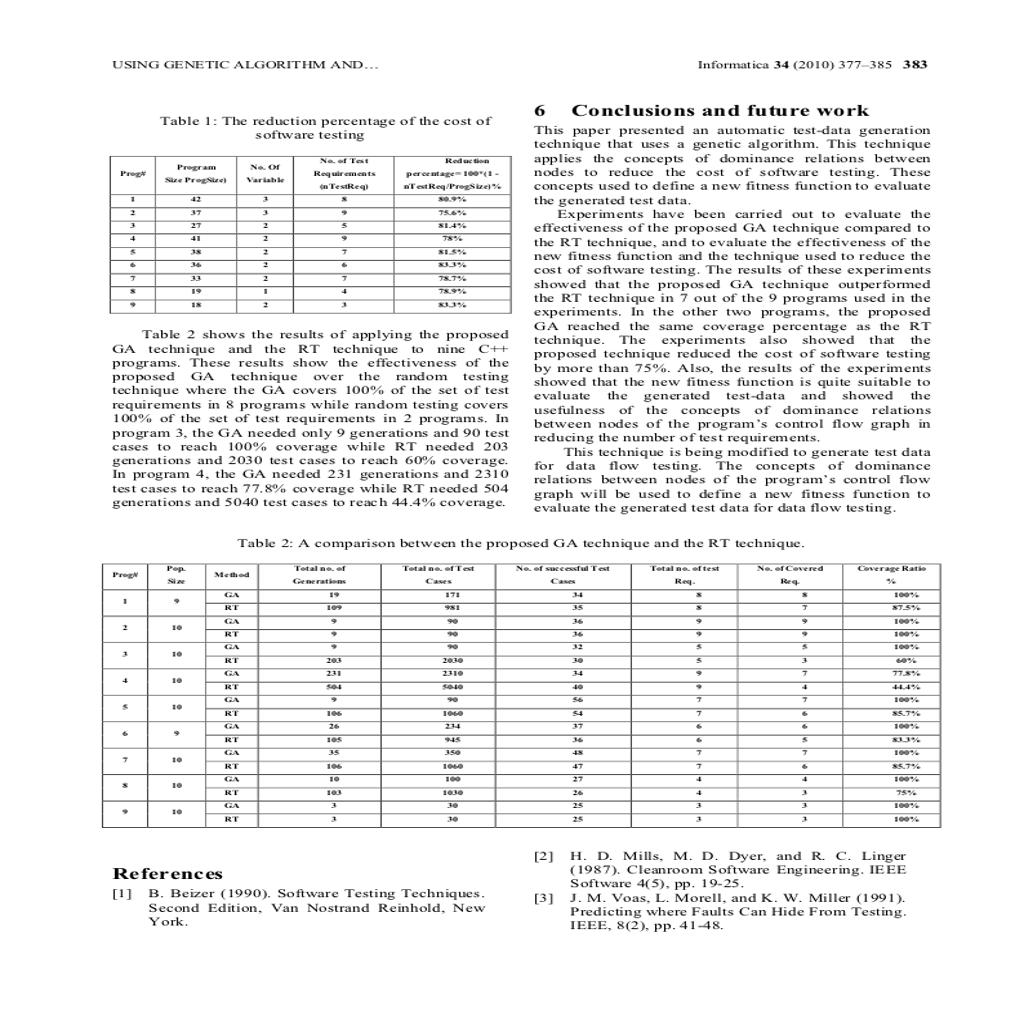 USING GENETIC ALGORITHM AND…
Informatica 34 (2010) 377–385 383
Table 1: The reduction percentage of the cost of
software testing
Prog# | Program Size ProgSize) | No. Of Variable | No. of Test Requirements (nTestReq) | Reduction percentage= 100*(1 - nTestReq/ProgSize)%
1 42 3 8 80.9%
2 37 3 9 75.6%
3 27 2 5 81.4%
4 41 2 9 78%
5 38 2 7 81.5%
6 36 2 6 83.3%
7 33 2 7 78.7%
8 19 1 4 78.9%
9 18 2 3 83.3%
Table 2 shows the results of applying the proposed
GA technique and the RT technique to nine C++
programs. These results show the effectiveness of the
proposed GA technique over the random testing
technique where the GA covers 100% of the set of test
requirements in 8 programs while random testing covers
100% of the set of test requirements in 2 programs. In
program 3, the GA needed only 9 generations and 90 test
cases to reach 100% coverage while RT needed 203
generations and 2030 test cases to reach 60% coverage.
In program 4, the GA needed 231 generations and 2310
test cases to reach 77.8% coverage while RT needed 504
generations and 5040 test cases to reach 44.4% coverage.
6 Conclusions and future work
This paper presented an automatic test-data generation
technique that uses a genetic algorithm. This technique
applies the concepts of dominance relations between
nodes to reduce the cost of software testing. These
concepts used to define a new fitness function to evaluate
the generated test data.
Experiments have been carried out to evaluate the
effectiveness of the proposed GA technique compared to
the RT technique, and to evaluate the effectiveness of the
new fitness function and the technique used to reduce the
cost of software testing. The results of these experiments
showed that the proposed GA technique outperformed
the RT technique in 7 out of the 9 programs used in the
experiments. In the other two programs, the proposed
GA reached the same coverage percentage as the RT
technique. The experiments also showed that the
proposed technique reduced the cost of software testing
by more than 75%. Also, the results of the experiments
showed that the new fitness function is quite suitable to
evaluate the generated test-data and showed the
usefulness of the concepts of dominance relations
between nodes of the program's control flow graph in
reducing the number of test requirements.
This technique is being modified to generate test data
for data flow testing. The concepts of dominance
relations between nodes of the program's control flow
graph will be used to define a new fitness function to
evaluate the generated test data for data flow testing.
Table 2: A comparison between the proposed GA technique and the RT technique.
Prog# | Pop. Size | Method | Total no. of Generations | Total no. of Test Cases | No. of successful Test Cases | Total no. of test Req. | No. of Covered Req. | Coverage Ratio %
1 9 GA 19 171 34 8 8 100%
RT 109 981 35 8 7 87.5%
2 10 GA 9 90 36 9 9 100%
RT 9 90 36 9 9 100%
3 10 GA 9 90 32 5 5 100%
RT 203 2030 30 5 3 60%
4 10 GA 231 2310 34 9 7 77.8%
RT 504 5040 40 9 4 44.4%
5 10 GA 9 90 56 7 7 100%
RT 106 1060 54 7 6 85.7%
6 9 GA 26 234 37 6 6 100%
RT 105 945 36 6 5 83.3%
7 10 GA 35 350 48 7 7 100%
RT 106 1060 47 7 6 85.7%
8 10 GA 10 100 27 4 4 100%
RT 103 1030 26 4 3 75%
9 10 GA 3 30 25 3 3 100%
RT 3 30 25 3 3 100%
References
[1] B. Beizer (1990). Software Testing Techniques.
Second Edition, Van Nostrand Reinhold, New
York.
[2] H. D. Mills, M. D. Dyer, and R. C. Linger
(1987). Cleanroom Software Engineering. IEEE
Software 4(5), pp. 19-25.
[3] J. M. Voas, L. Morell, and K. W. Miller (1991).
Predicting where Faults Can Hide From Testing.
IEEE, 8(2), pp. 41-48.